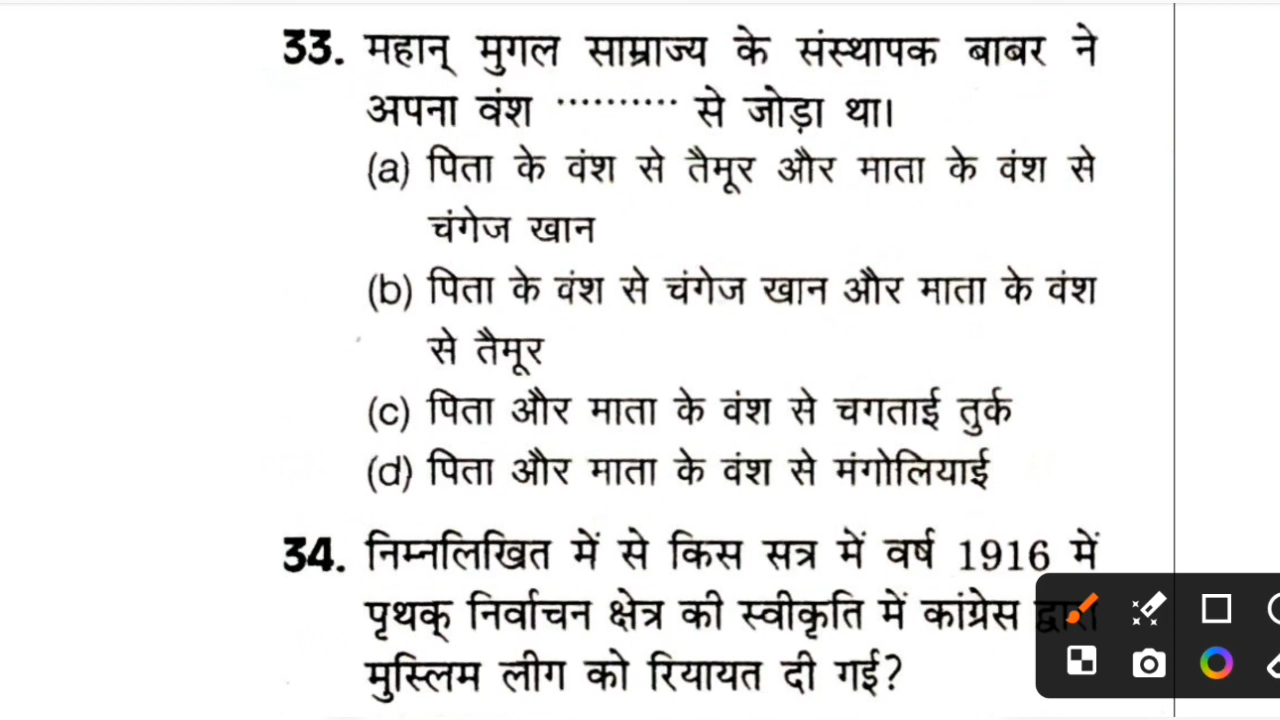 33. महान् मुगल साम्राज्य के संस्थापक बाबर ने
अपना वंश ........... से जोड़ा था।
(a) पिता के वंश से तैमूर और माता के वंश से
चंगेज खान
(b) पिता के वंश से चंगेज खान और माता के वंश
से तैमूर
(c) पिता और माता के वंश से चगताई तुर्क
(d) पिता और माता के वंश से मंगोलियाई
34. निम्नलिखित में से किस सत्र में वर्ष 1916 में
पृथक् निर्वाचन क्षेत्र की स्वीकृति में कांग्रेस द्वारा
मुस्लिम लीग को रियायत दी गई?